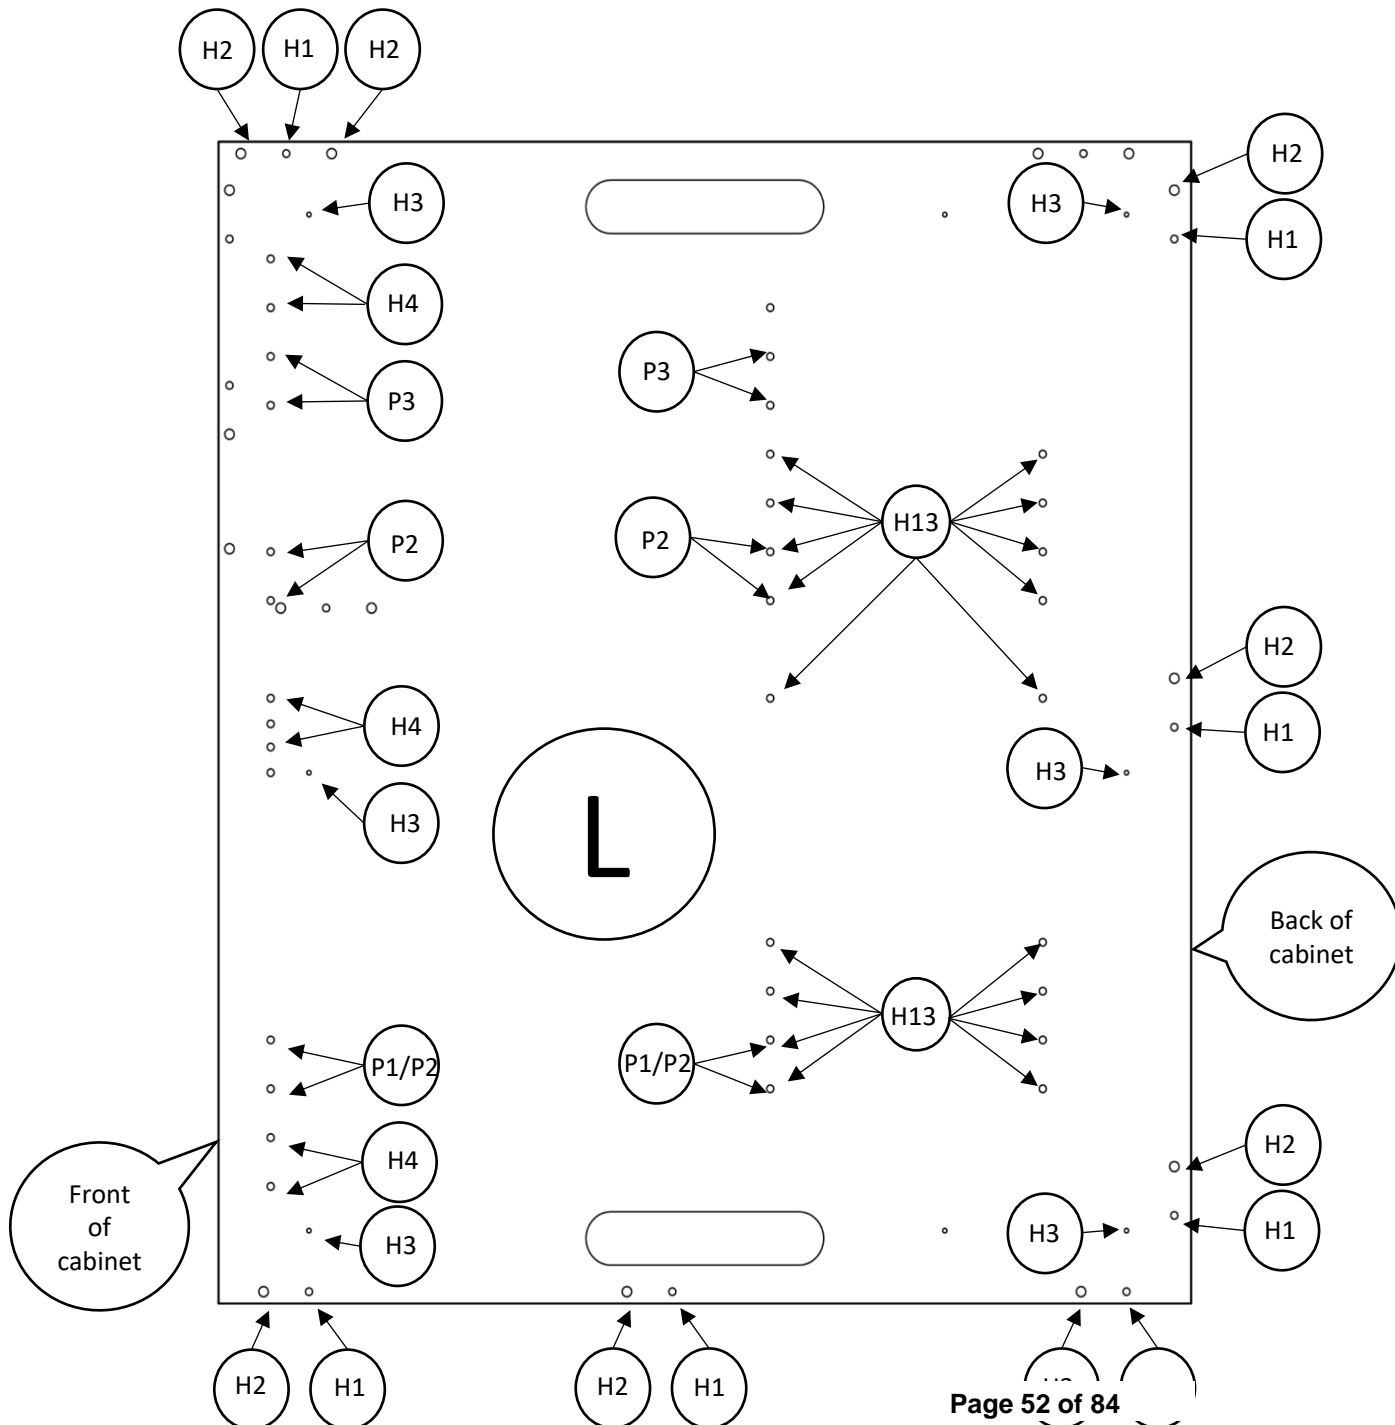 H2 H1 H2
H2
H3
H3
H1
H4
P3
P3
H13
P2
P2
H2
H4
H1
H3
H3
L
Back of
cabinet
H13
P1/P2
P1/P2
H4
H2
Front
of
cabinet
H3
H3
H1
H2
H1
H2
H1
Page 52 of 84